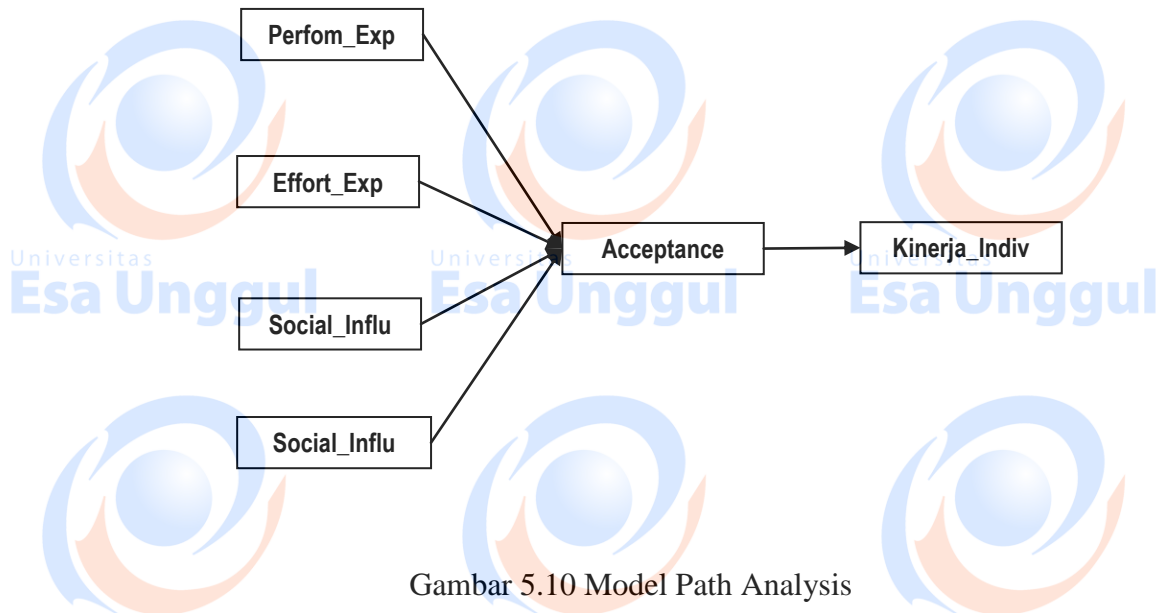 Perfom_Exp
Effort_Exp
Acceptance
Kinerja_Indiv
Universitas
Esa Unggul
Universitas
Esa Unggul
Universitas
Esa Unggul
Social_Influ
Social_Influ
Gambar 5.10 Model Path Analysis